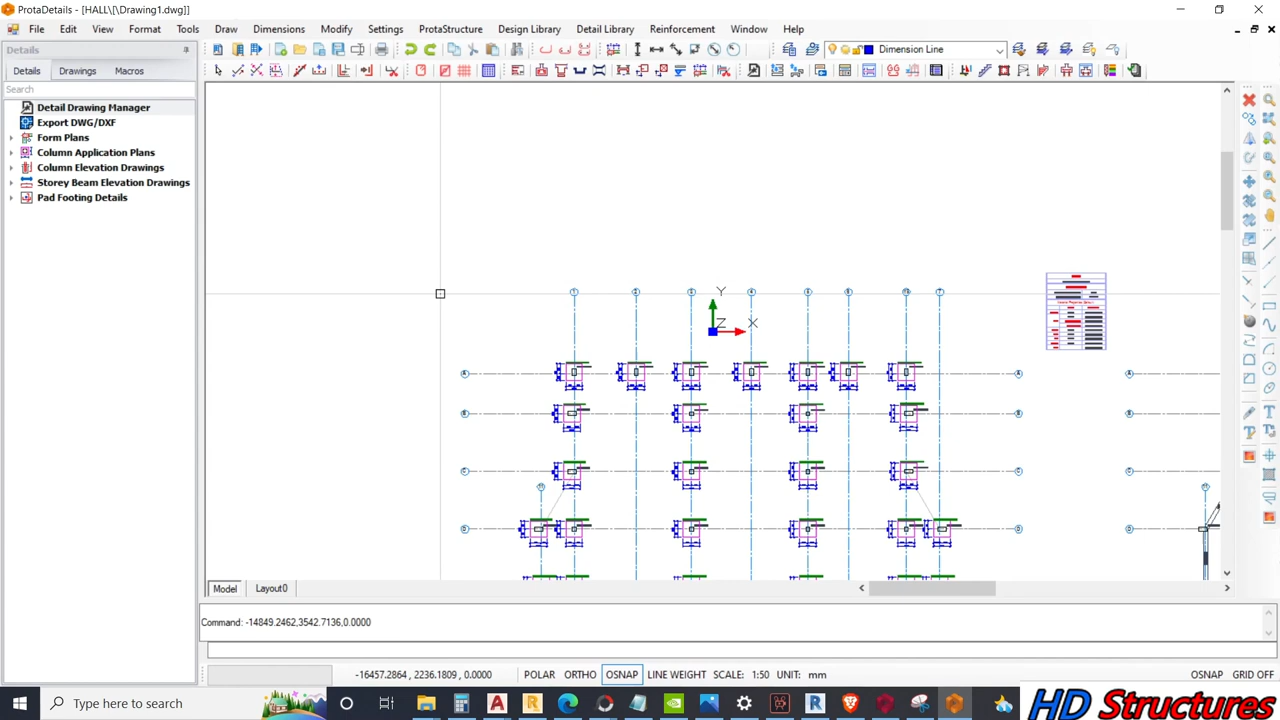 ProtaDetails - [HALL\[\Drawing1.dwg]]
File Edit View Format Tools Draw Dimensions Modify Settings ProtaStructure Design Library Detail Library Reinforcement Window Help
Details
Dimension Line
Details Drawings Macros
Search
Detail Drawing Manager
Export DWG/DXF
Form Plans
Column Application Plans
Column Elevation Drawings
Storey Beam Elevation Drawings
Pad Footing Details
Y
Z X
A A A
B B B
C C C
D D D
Model Layout0
Command: -14849.2462,3542.7136,0.0000
-16457.2864, 2236.1809, 0.0000 POLAR ORTHO OSNAP LINE WEIGHT SCALE: 1:50 UNIT: mm OSNAP GRID OFF
Type here to search
HD Structures